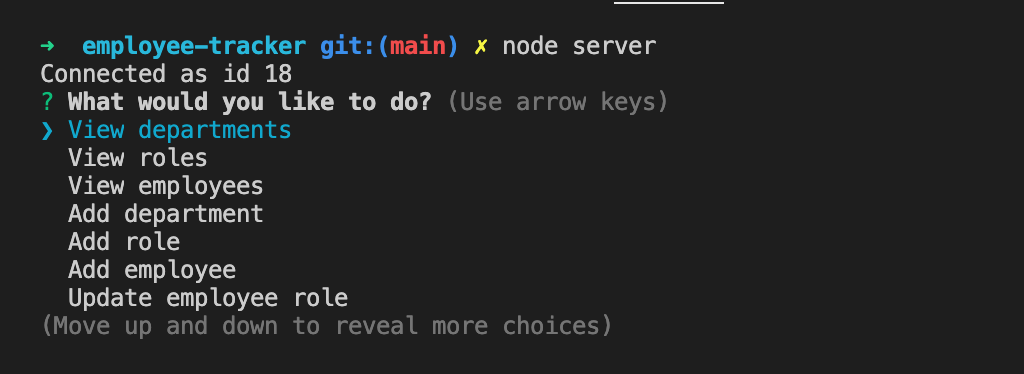 ➜  employee-tracker git:(main) ✗ node server
Connected as id 18
? What would you like to do? (Use arrow keys)
❯ View departments
  View roles
  View employees
  Add department
  Add role
  Add employee
  Update employee role
(Move up and down to reveal more choices)